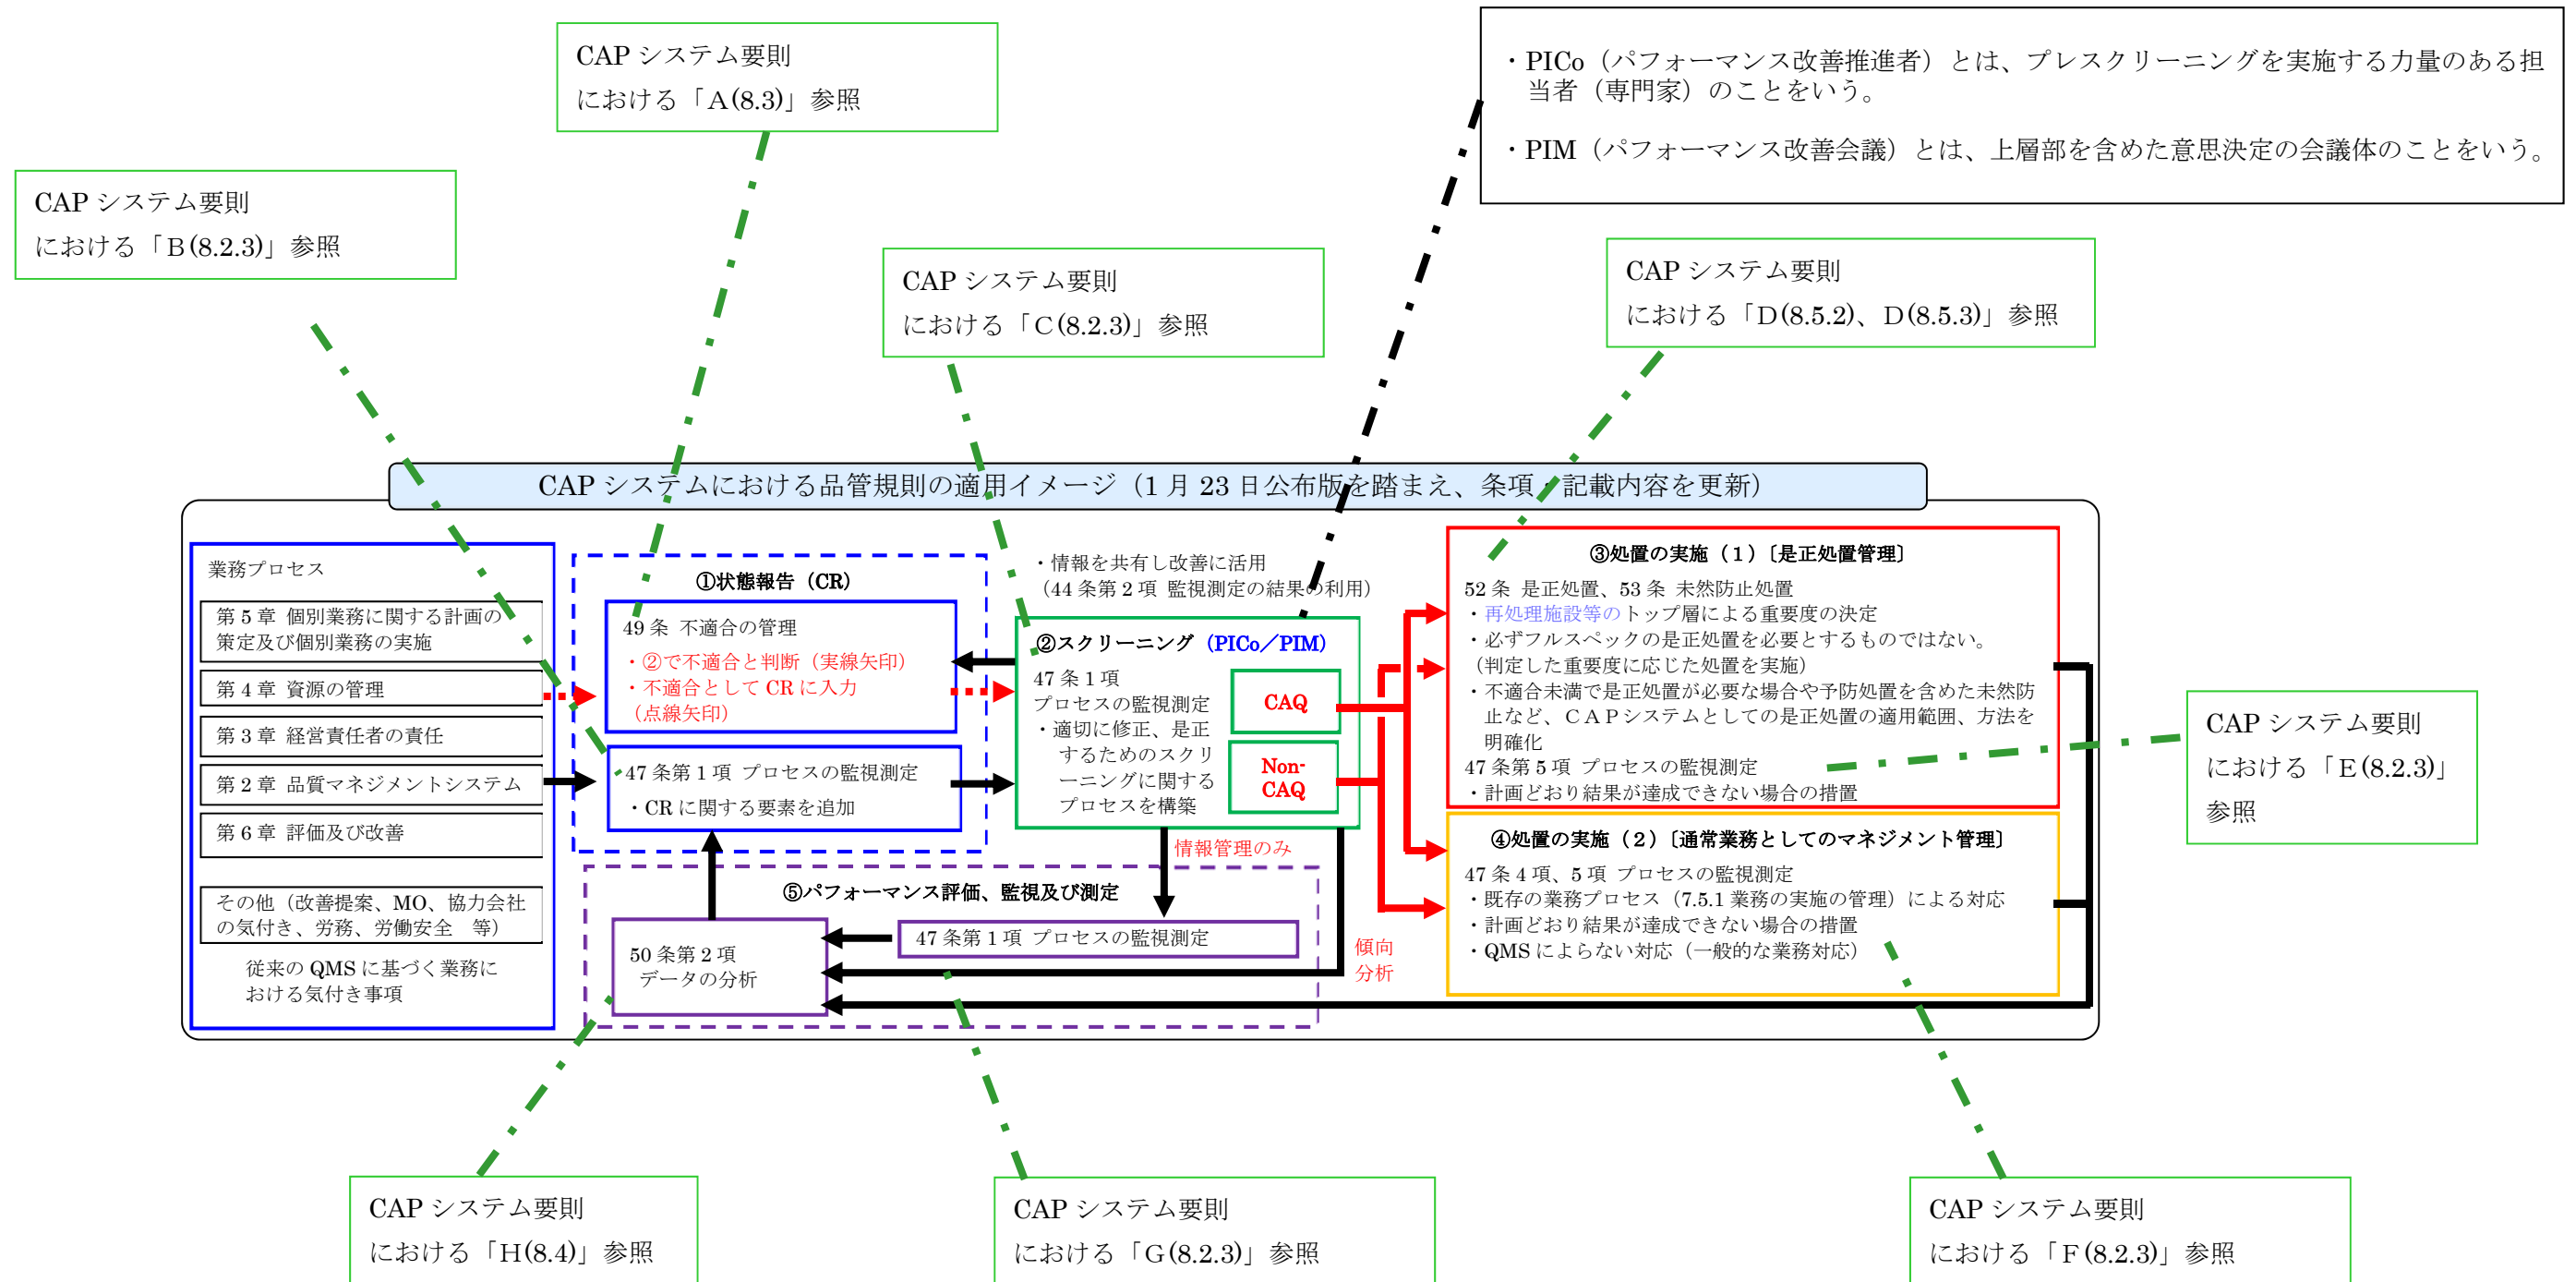 CAP システム要則
における「A(8.3)」参照
・PICo（パフォーマンス改善推進者）とは、プレスクリーニングを実施する力量のある担
当者（専門家）のことをいう。
・PIM（パフォーマンス改善会議）とは、上層部を含めた意思決定の会議体のことをいう。
CAP システム要則
における「B(8.2.3)」参照
CAP システム要則
における「C(8.2.3)」参照
CAP システム要則
における「D(8.5.2)、D(8.5.3)」参照
CAP システムにおける品管規則の適用イメージ（1 月 23 日公布版を踏まえ、条項・記載内容を更新）
業務プロセス
第 5 章 個別業務に関する計画の
策定及び個別業務の実施
第 4 章 資源の管理
第 3 章 経営責任者の責任
第 2 章 品質マネジメントシステム
第 6 章 評価及び改善
その他（改善提案、MO、協力会社
の気付き、労務、労働安全　等）
従来の QMS に基づく業務に
おける気付き事項
①状態報告（CR）
49 条 不適合の管理
・②で不適合と判断（実線矢印）
・不適合として CR に入力
（点線矢印）
47 条第 1 項 プロセスの監視測定
・CR に関する要素を追加
・情報を共有し改善に活用
（44 条第 2 項 監視測定の結果の利用）
②スクリーニング（PICo／PIM）
47 条 1 項
プロセスの監視測定
・適切に修正、是正
するためのスクリ
ーニングに関する
プロセスを構築
CAQ
Non-
CAQ
情報管理のみ
傾向
分析
③処置の実施（１）〔是正処置管理〕
52 条 是正処置、53 条 未然防止処置
・再処理施設等のトップ層による重要度の決定
・必ずフルスペックの是正処置を必要とするものではない。
（判定した重要度に応じた処置を実施）
・不適合未満で是正処置が必要な場合や予防処置を含めた未然防
止など、ＣＡＰシステムとしての是正処置の適用範囲、方法を
明確化
47 条第 5 項 プロセスの監視測定
・計画どおり結果が達成できない場合の措置
④処置の実施（２）〔通常業務としてのマネジメント管理〕
47 条 4 項、5 項 プロセスの監視測定
・既存の業務プロセス（7.5.1 業務の実施の管理）による対応
・計画どおり結果が達成できない場合の措置
・QMS によらない対応（一般的な業務対応）
⑤パフォーマンス評価、監視及び測定
47 条第 1 項 プロセスの監視測定
50 条第 2 項
データの分析
CAP システム要則
における「E(8.2.3)」
参照
CAP システム要則
における「H(8.4)」参照
CAP システム要則
における「G(8.2.3)」参照
CAP システム要則
における「F(8.2.3)」参照